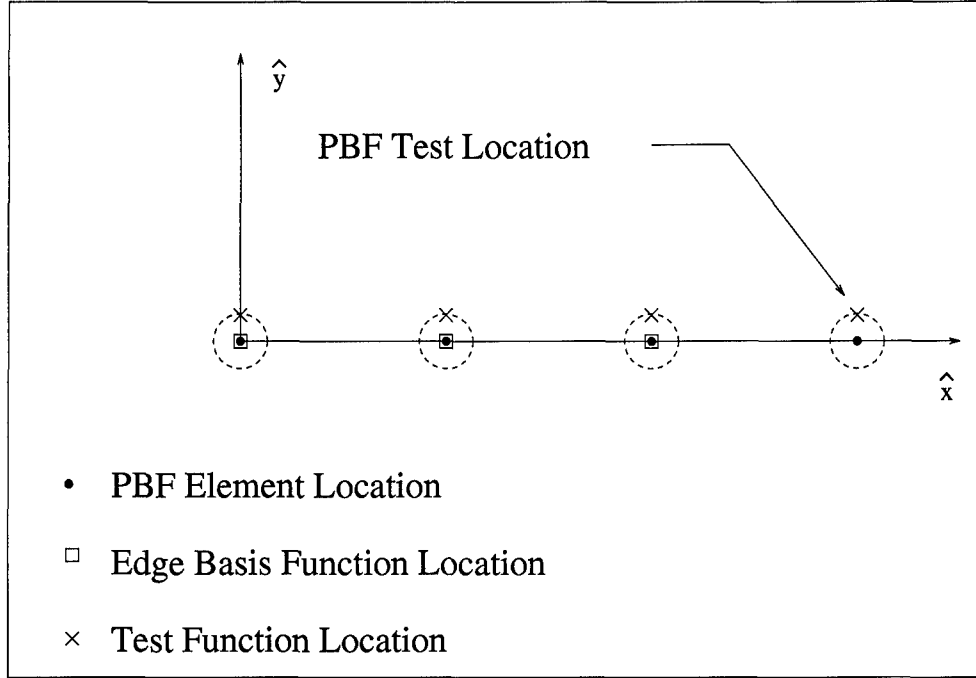 ŷ
PBF Test Location
x̂
PBF Element Location
Edge Basis Function Location
Test Function Location